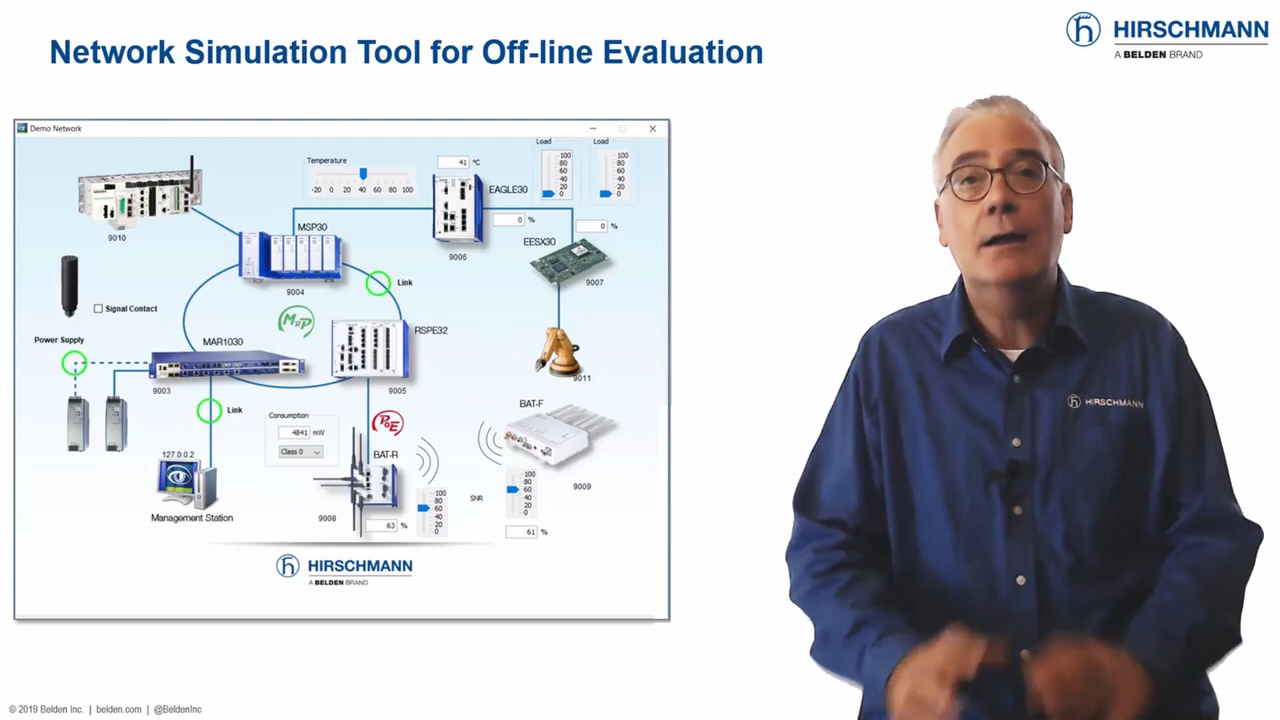 Network Simulation Tool for Off-line Evaluation
HIRSCHMANN
A BELDEN BRAND
Demo Network
Load
Load
100
80
60
40
20
0
100
80
60
40
20
0
Temperature
-20 0 20 40 60 80 100
41 °C
EAGLE30
0 %
0 %
9006
9010
MSP30
9004
EESX30
9007
Link
Signal Contact
MRP
RSPE32
Power Supply
MAR1030
9003
9005
9011
Link
Consumption
4841 mW
Class 0
PoE
BAT-F
127.0.0.2
BAT-R
100
80
60
40
20
0
SNR
100
80
60
40
20
0
9009
Management Station
9008
63 %
61 %
HIRSCHMANN
A BELDEN BRAND
HIRSCHMANN
© 2019 Belden Inc. | belden.com | @BeldenInc